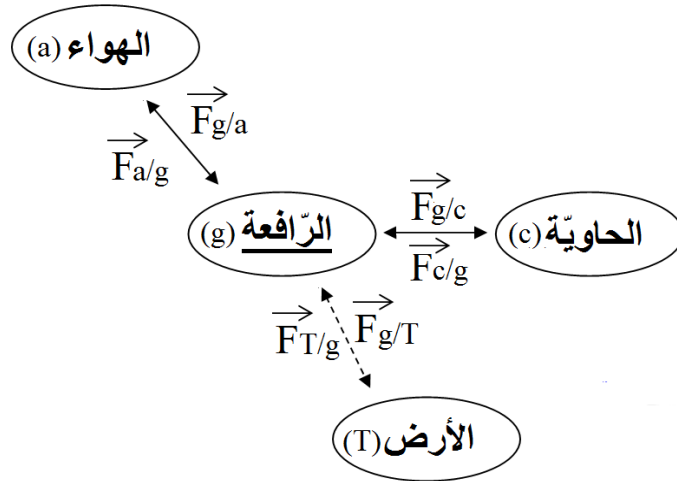 الهواء (a)
F g/a
F a/g
الرّافعة (g)
F g/c
F c/g
الحاويّة (c)
F T/g
F g/T
الأرض (T)